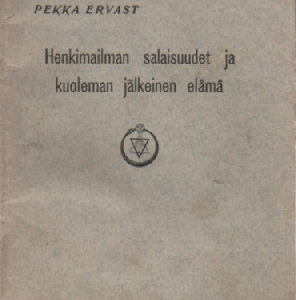 PEKKA ERVAST
Henkimailman salaisuudet ja
kuoleman jälkeinen elämä